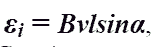 εᵢ = Bvlsinα,